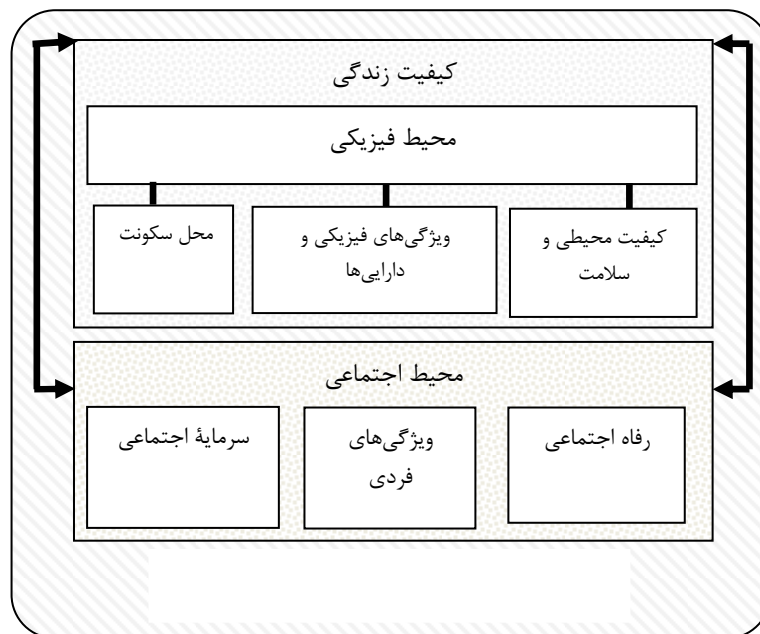 کیفیت زندگی
محیط فیزیکی
کیفیت محیطی و
سلامت
ویژگی‌های فیزیکی و
دارایی‌ها
محل سکونت
محیط اجتماعی
رفاه اجتماعی
ویژگی‌های
فردی
سرمایۀ اجتماعی